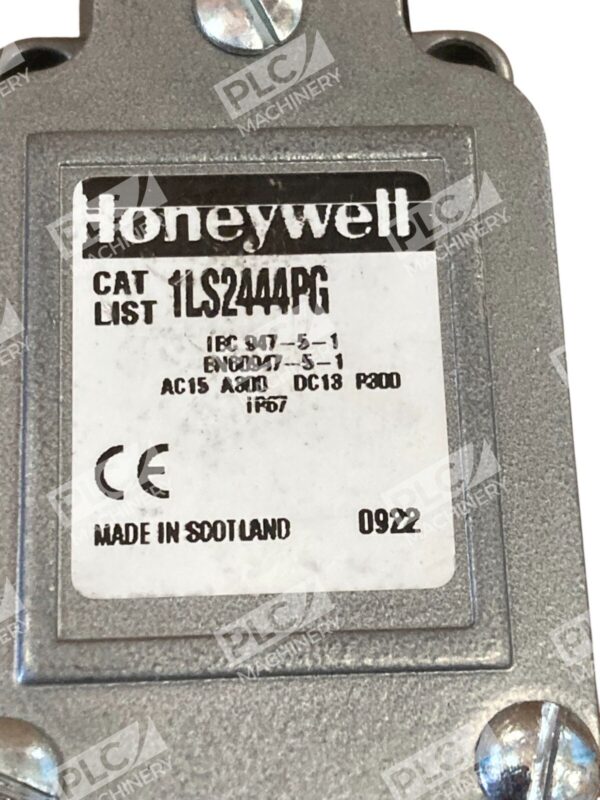 PLC MACHINERY
Honeywell
CAT LIST 1LS2444PG
IEC 947-5-1
EN60947-5-1
AC15 A300 DC13 P300
IP67
CE
MADE IN SCOTLAND 0922